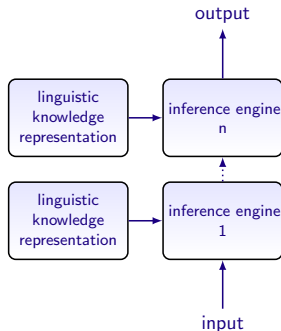 output
linguistic
knowledge
representation
inference engine
n
linguistic
knowledge
representation
inference engine
1
input